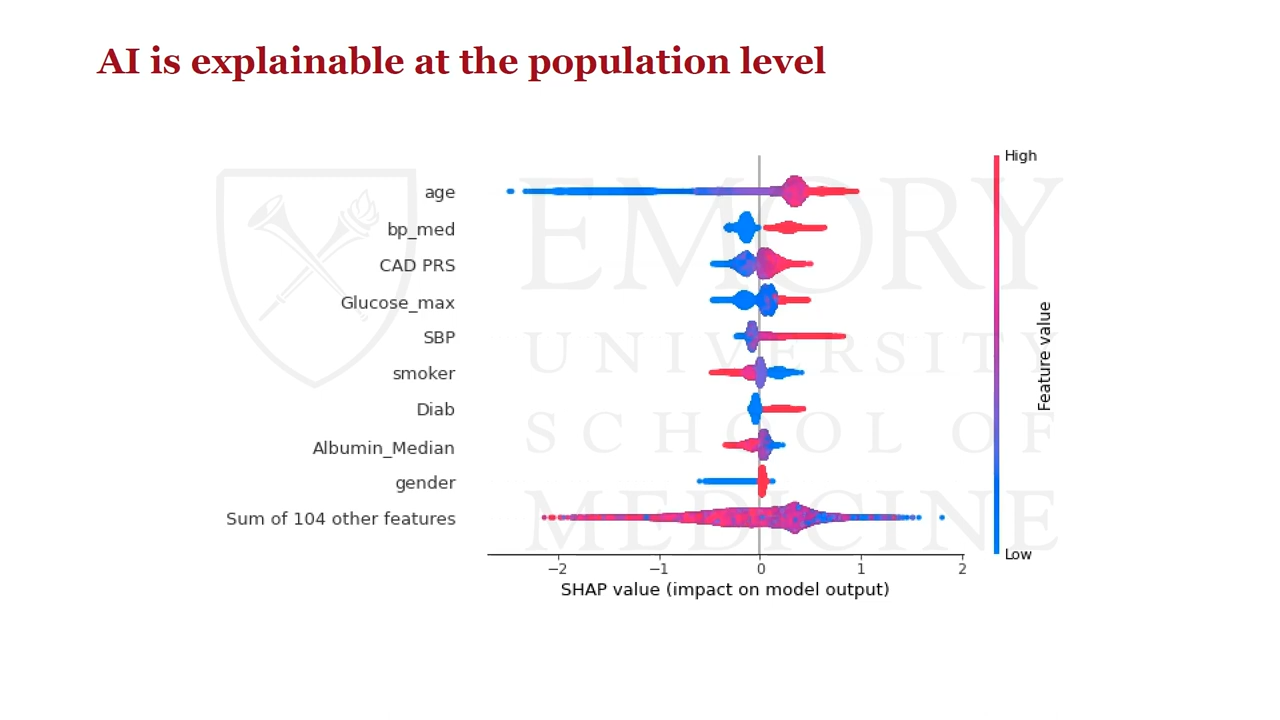 AI is explainable at the population level
EMORY
UNIVERSITY
SCHOOL OF
MEDICINE
High
age
bp_med
CAD PRS
Glucose_max
SBP
smoker
Diab
Albumin_Median
gender
Sum of 104 other features
Feature value
Low
−2 −1 0 1 2
SHAP value (impact on model output)